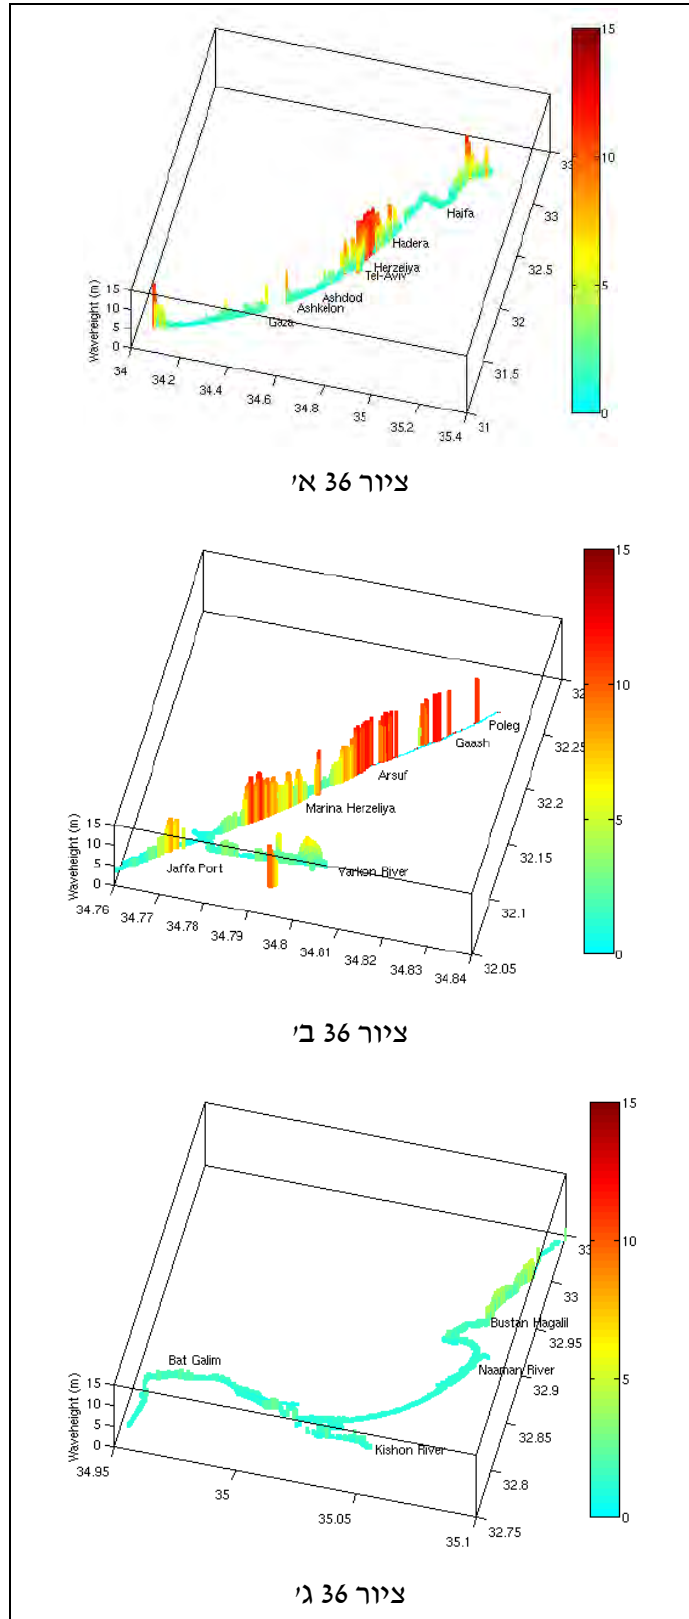 15
10
5
0
33
33
32.5
32
31.5
31
Haifa
Hadera
Herzeliya
Tel-Aviv
Ashdod
Ashkelon
Gaza
Waveheight (m)
15
10
5
0
34
34.2
34.4
34.6
34.8
35
35.2
35.4
ציור 36 א'
15
10
5
0
32
32.25
32.2
32.15
32.1
32.05
Poleg
Gaash
Arsuf
Marina Herzeliya
Jaffa Port
Yarkon River
Waveheight (m)
15
10
5
0
34.76
34.77
34.78
34.79
34.8
34.81
34.82
34.83
34.84
ציור 36 ב'
15
10
5
0
33
33
32.95
32.9
32.85
32.8
32.75
Bustan Hagalil
Naaman River
Bat Galim
Kishon River
Waveheight (m)
15
10
5
0
34.95
35
35.05
35.1
ציור 36 ג'